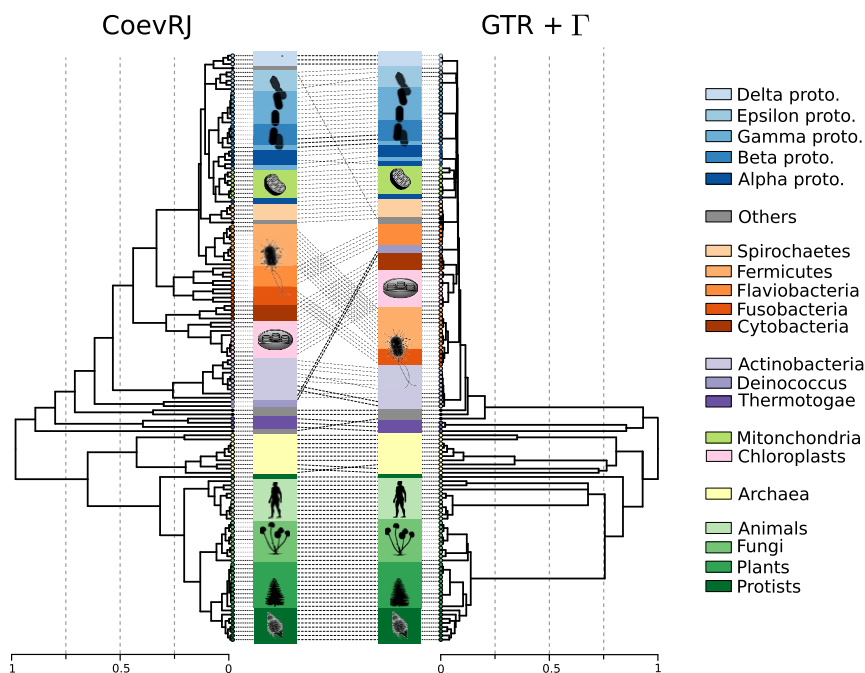 CoevRJ
GTR + Γ
Delta proto.
Epsilon proto.
Gamma proto.
Beta proto.
Alpha proto.
Others
Spirochaetes
Fermicutes
Flaviobacteria
Fusobacteria
Cytobacteria
Actinobacteria
Deinococcus
Thermotogae
Mitonchondria
Chloroplasts
Archaea
Animals
Fungi
Plants
Protists
1 0.5 0
0 0.5 1